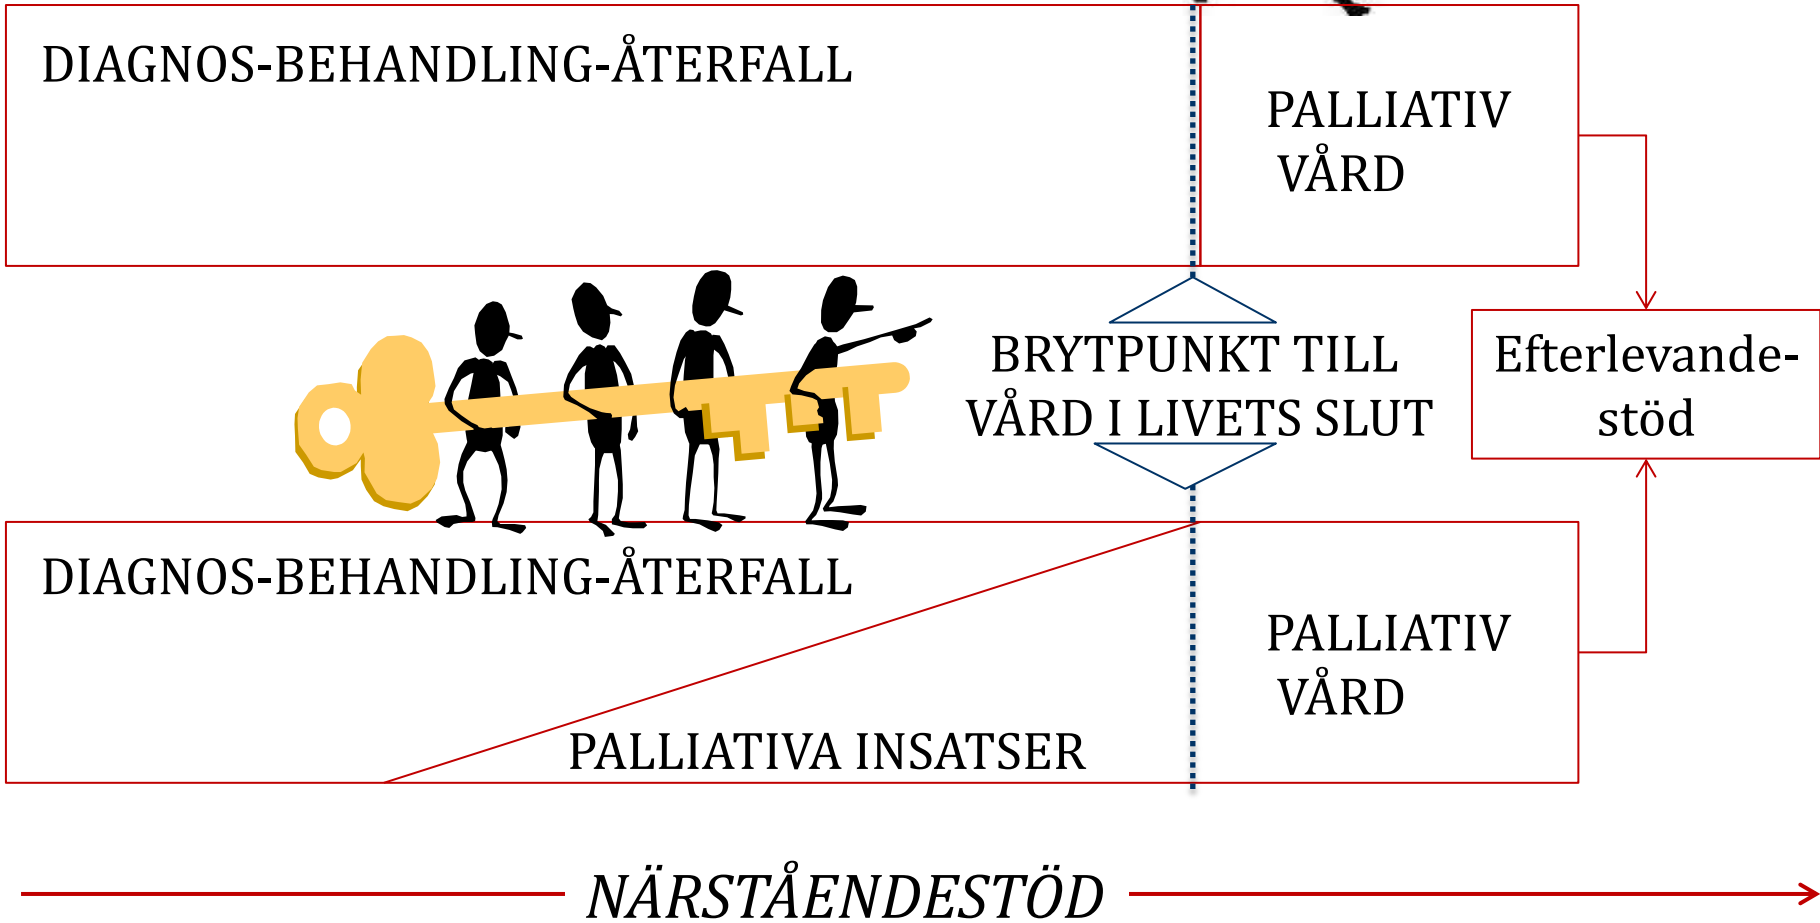 DIAGNOS-BEHANDLING-ÅTERFALL
PALLIATIV
VÅRD
BRYTPUNKT TILL
VÅRD I LIVETS SLUT
Efterlevande-
stöd
DIAGNOS-BEHANDLING-ÅTERFALL
PALLIATIV
VÅRD
PALLIATIVA INSATSER
NÄRSTÅENDESTÖD